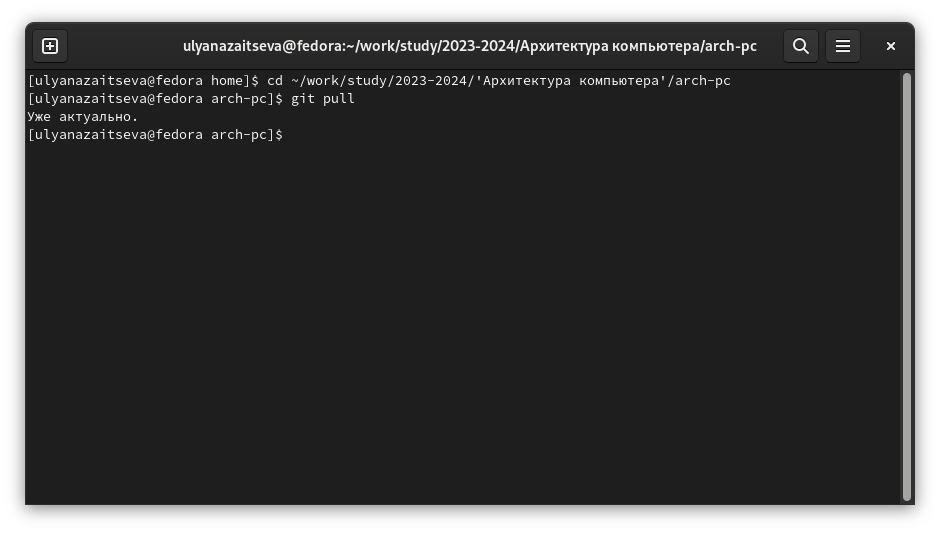 ulyanazaitseva@fedora:~/work/study/2023-2024/Архитектура компьютера/arch-pc
[ulyanazaitseva@fedora home]$ cd ~/work/study/2023-2024/'Архитектура компьютера'/arch-pc
[ulyanazaitseva@fedora arch-pc]$ git pull
Уже актуально.
[ulyanazaitseva@fedora arch-pc]$